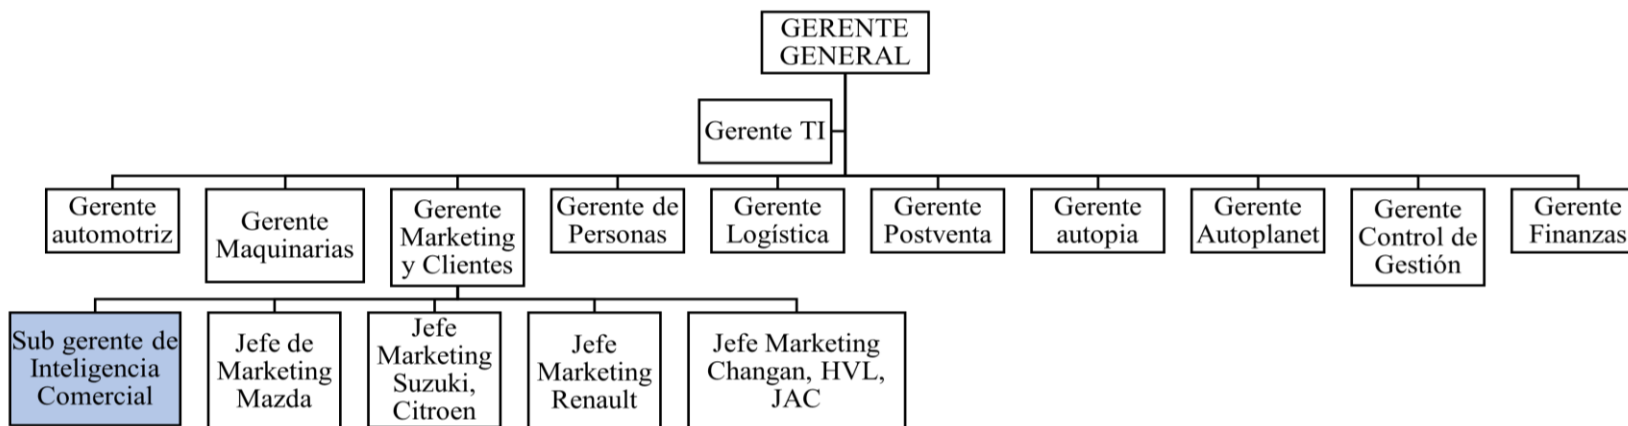 GERENTE
GENERAL
Gerente TI
Gerente
automotriz
Gerente
Maquinarias
Gerente
Marketing
y Clientes
Gerente de
Personas
Gerente
Logística
Gerente
Postventa
Gerente
autopia
Gerente
Autoplanet
Gerente
Control de
Gestión
Gerente
Finanzas
Sub gerente de
Inteligencia
Comercial
Jefe de
Marketing
Mazda
Jefe
Marketing
Suzuki,
Citroen
Jefe
Marketing
Renault
Jefe Marketing
Changan, HVL,
JAC